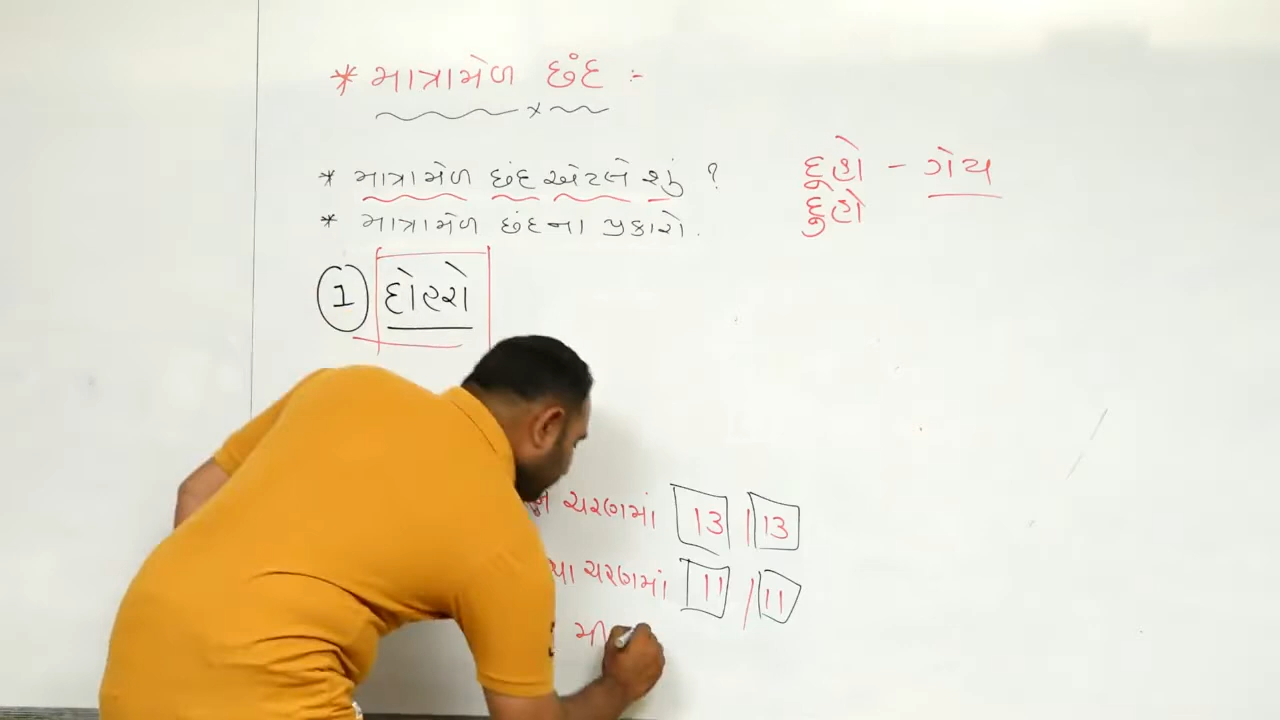 * માત્રામેળ છંદ :-
* માત્રામેળ છંદ એટલે શું ?
* માત્રામેળ છંદના પ્રકારો.
દૂહો - ગેય
દુહો
1 દોહરો
ચરણમાં 13 / 13
ચરણમાં 11 / 11